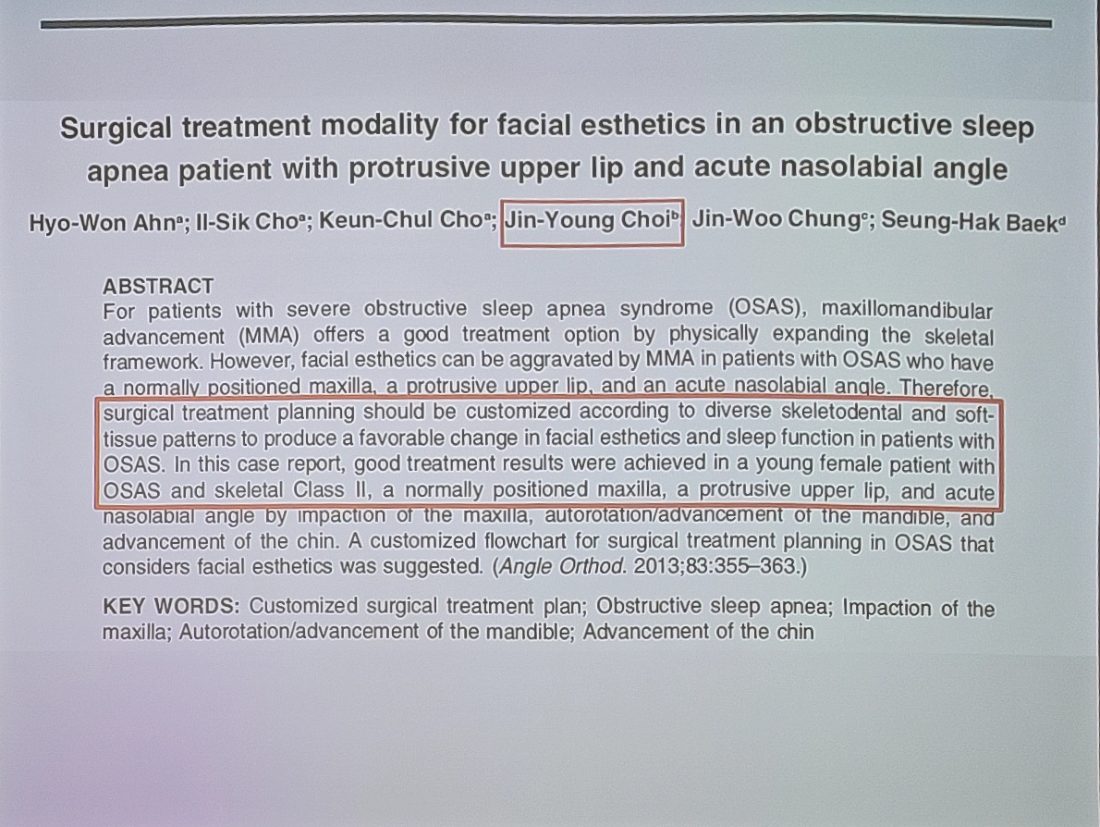 Surgical treatment modality for facial esthetics in an obstructive sleep
apnea patient with protrusive upper lip and acute nasolabial angle
Hyo-Won Ahnᵃ; Il-Sik Choᵃ; Keun-Chul Choᵃ; Jin-Young Choiᵇ; Jin-Woo Chungᶜ; Seung-Hak Baekᵈ
ABSTRACT
For patients with severe obstructive sleep apnea syndrome (OSAS), maxillomandibular
advancement (MMA) offers a good treatment option by physically expanding the skeletal
framework. However, facial esthetics can be aggravated by MMA in patients with OSAS who have
a normally positioned maxilla, a protrusive upper lip, and an acute nasolabial angle. Therefore,
surgical treatment planning should be customized according to diverse skeletodental and soft-
tissue patterns to produce a favorable change in facial esthetics and sleep function in patients with
OSAS. In this case report, good treatment results were achieved in a young female patient with
OSAS and skeletal Class II, a normally positioned maxilla, a protrusive upper lip, and acute
nasolabial angle by impaction of the maxilla, autorotation/advancement of the mandible, and
advancement of the chin. A customized flowchart for surgical treatment planning in OSAS that
considers facial esthetics was suggested. (Angle Orthod. 2013;83:355–363.)
KEY WORDS: Customized surgical treatment plan; Obstructive sleep apnea; Impaction of the
maxilla; Autorotation/advancement of the mandible; Advancement of the chin